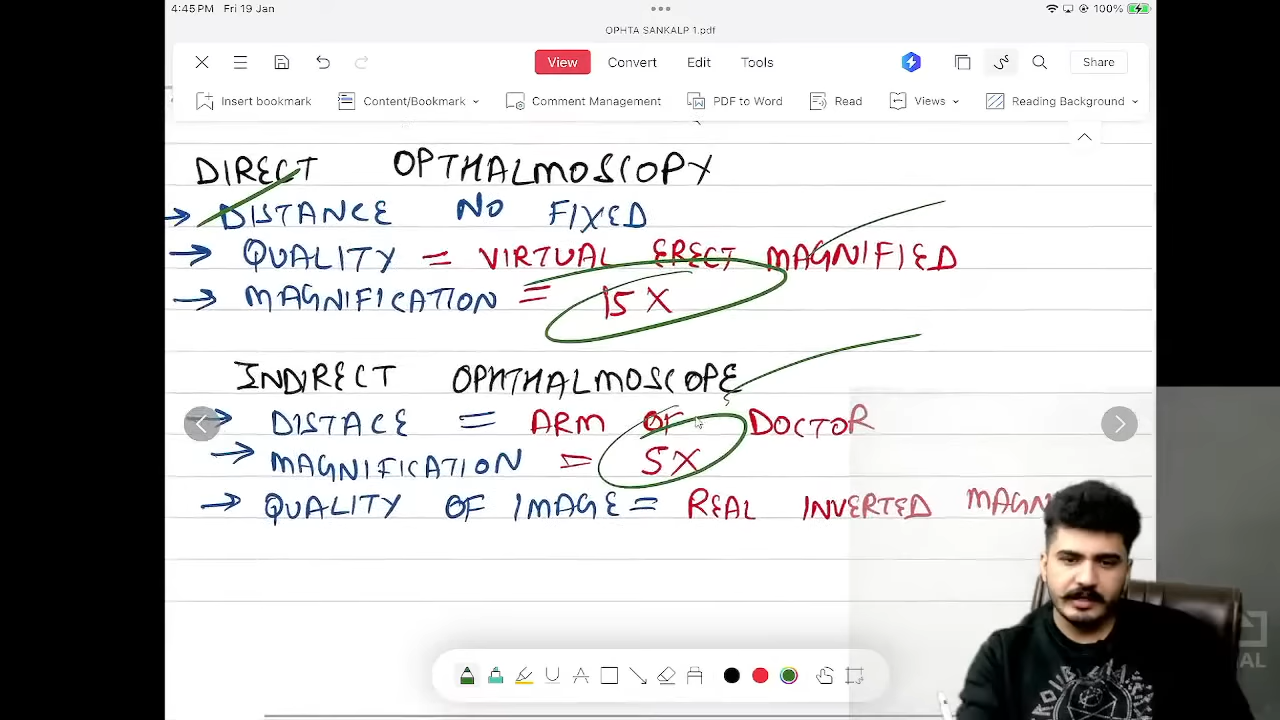 4:45 PM Fri 19 Jan
100%
OPHTA SANKALP 1.pdf
View Convert Edit Tools
Share
Insert bookmark Content/Bookmark Comment Management PDF to Word Read Views Reading Background
DIRECT OPTHALMOSCOPY
→ DISTANCE NO FIXED
→ QUALITY = VIRTUAL ERECT MAGNIFIED
→ MAGNIFICATION = 15 X
INDIRECT OPHTHALMOSCOPE
→ DISTACE = ARM OF DOCTOR
→ MAGNIFICATION = 5X
→ QUALITY OF IMAGE = REAL INVERTED MAGN